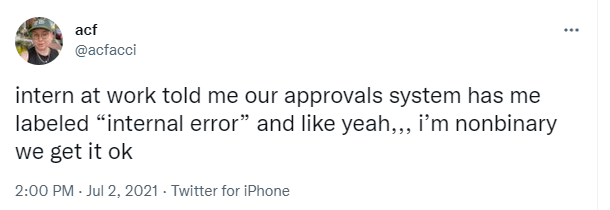 acf
@acfacci
intern at work told me our approvals system has me
labeled “internal error” and like yeah,,, i’m nonbinary
we get it ok
2:00 PM · Jul 2, 2021 · Twitter for iPhone